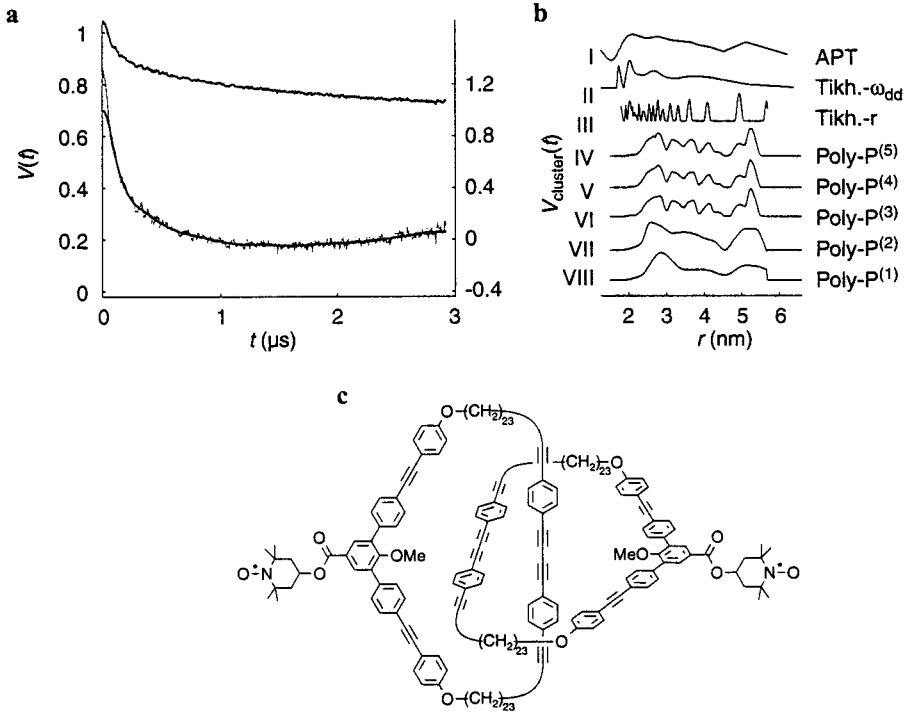 a
V(t)
1
0.8
0.6
0.4
0.2
0
1.2
0.8
0.4
0
-0.4
0
1
2
3
t (µs)
b
V_cluster(t)
I APT
II Tikh.-ω_dd
III Tikh.-r
IV Poly-P^(5)
V Poly-P^(4)
VI Poly-P^(3)
VII Poly-P^(2)
VIII Poly-P^(1)
2 3 4 5 6
r (nm)
c
O-(CH₂)₂₃
(CH₂)₂₃-O
O
OMe
MeO
O
O•-N
O
O
N-O•
(CH₂)₂₃
O
O-(CH₂)₂₃